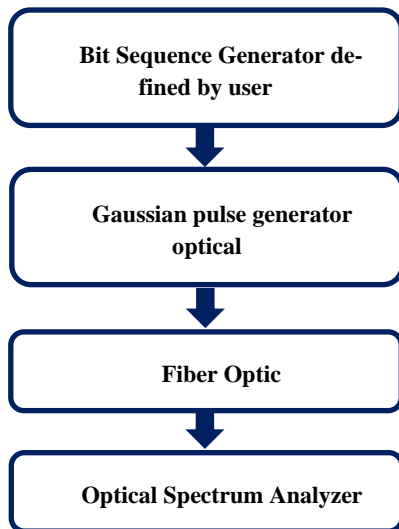 Bit Sequence Generator de-
fined by user
Gaussian pulse generator
optical
Fiber Optic
Optical Spectrum Analyzer